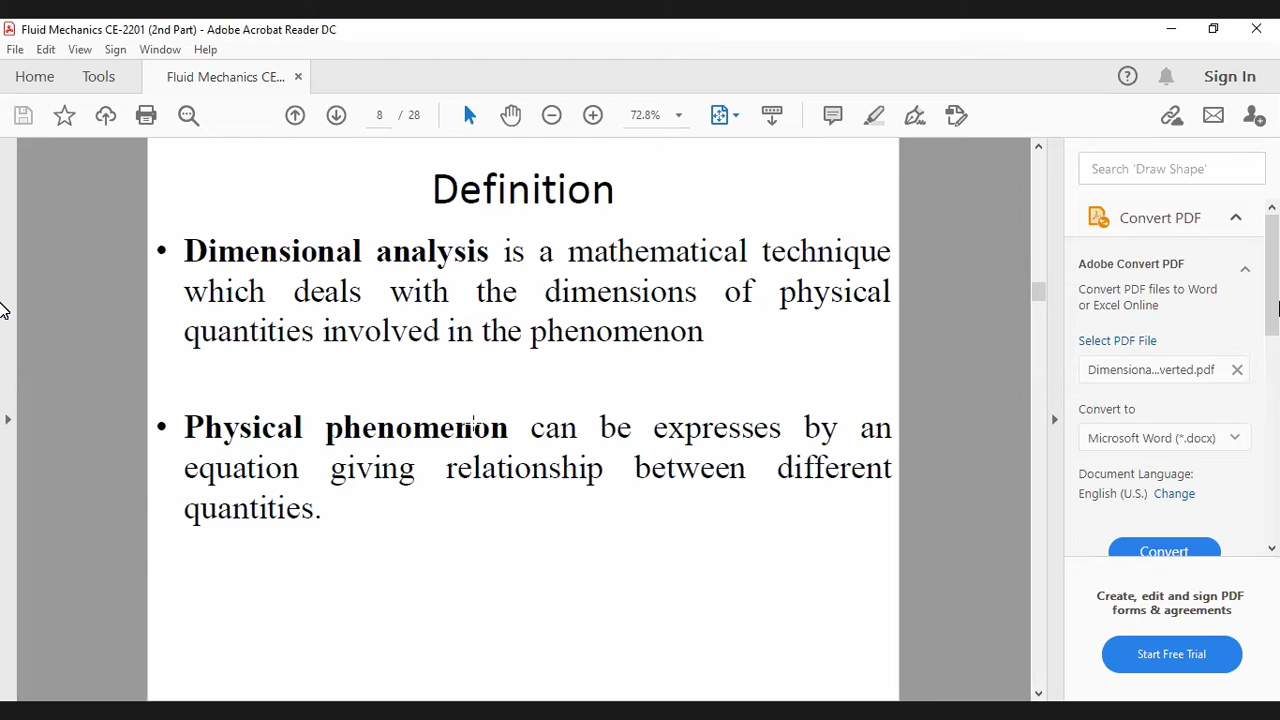 Fluid Mechanics CE-2201 (2nd Part) - Adobe Acrobat Reader DC
File Edit View Sign Window Help
Home Tools Fluid Mechanics CE... × Sign In
8 / 28 72.8%
Definition
• Dimensional analysis is a mathematical technique
which deals with the dimensions of physical
quantities involved in the phenomenon
• Physical phenomenon can be expresses by an
equation giving relationship between different
quantities.
Search 'Draw Shape'
Convert PDF
Adobe Convert PDF
Convert PDF files to Word
or Excel Online
Select PDF File
Dimensiona...verted.pdf
Convert to
Microsoft Word (*.docx)
Document Language:
English (U.S.) Change
Convert
Create, edit and sign PDF
forms & agreements
Start Free Trial